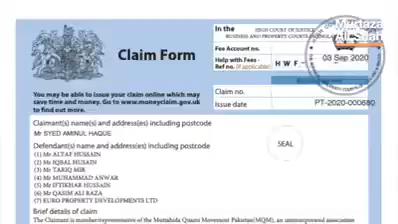 Claim Form
In the
HIGH COURT OF JUSTICE
BUSINESS AND PROPERTY COURTS
Fee Account no.
Help with Fees -
Ref no. (if applicable)
H W F -
03 Sep 2020
You may be able to issue your claim online which may
save time and money. Go to www.moneyclaim.gov.uk
to find out more.
Claim no.
Issue date
PT-2020-000680
Claimant(s) name(s) and address(es) including postcode
Mr SYED AMINUL HAQUE
SEAL
Defendant(s) name(s) and address(es) including postcode
(1) Mr ALTAF HUSSAIN
(2) Mr IQBAL HUSAIN
(3) Mr TARIQ MIR
(4) Mr MUHAMMAD ANWAR
(5) Mr IFTIKHAR HUSSAIN
(6) Mr QASIM ALI RAZA
(7) EURO PROPERTY DEVELOPMENTS LTD
Brief details of claim
The Claimant is member/representative of the Muttahida Quami Movement Pakistan(MQM), an unincorporated association